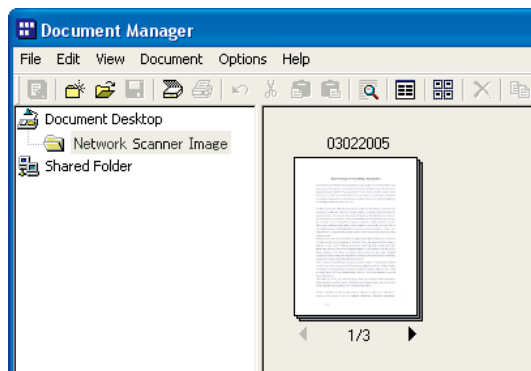 Document Manager
File Edit View Document Options Help
Document Desktop
Network Scanner Image
Shared Folder
03022005
1/3